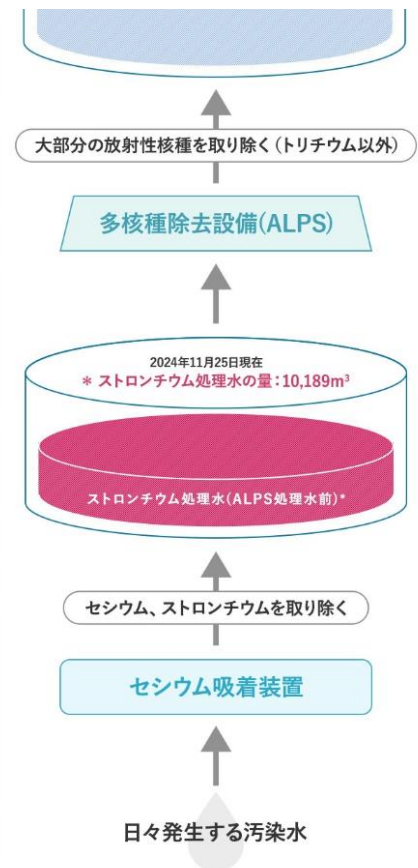 大部分の放射性核種を取り除く(トリチウム以外)
多核種除去設備(ALPS)
2024年11月25日現在
＊ストロンチウム処理水の量：10,189m³
ストロンチウム処理水(ALPS処理水前)*
セシウム、ストロンチウムを取り除く
セシウム吸着装置
日々発生する汚染水